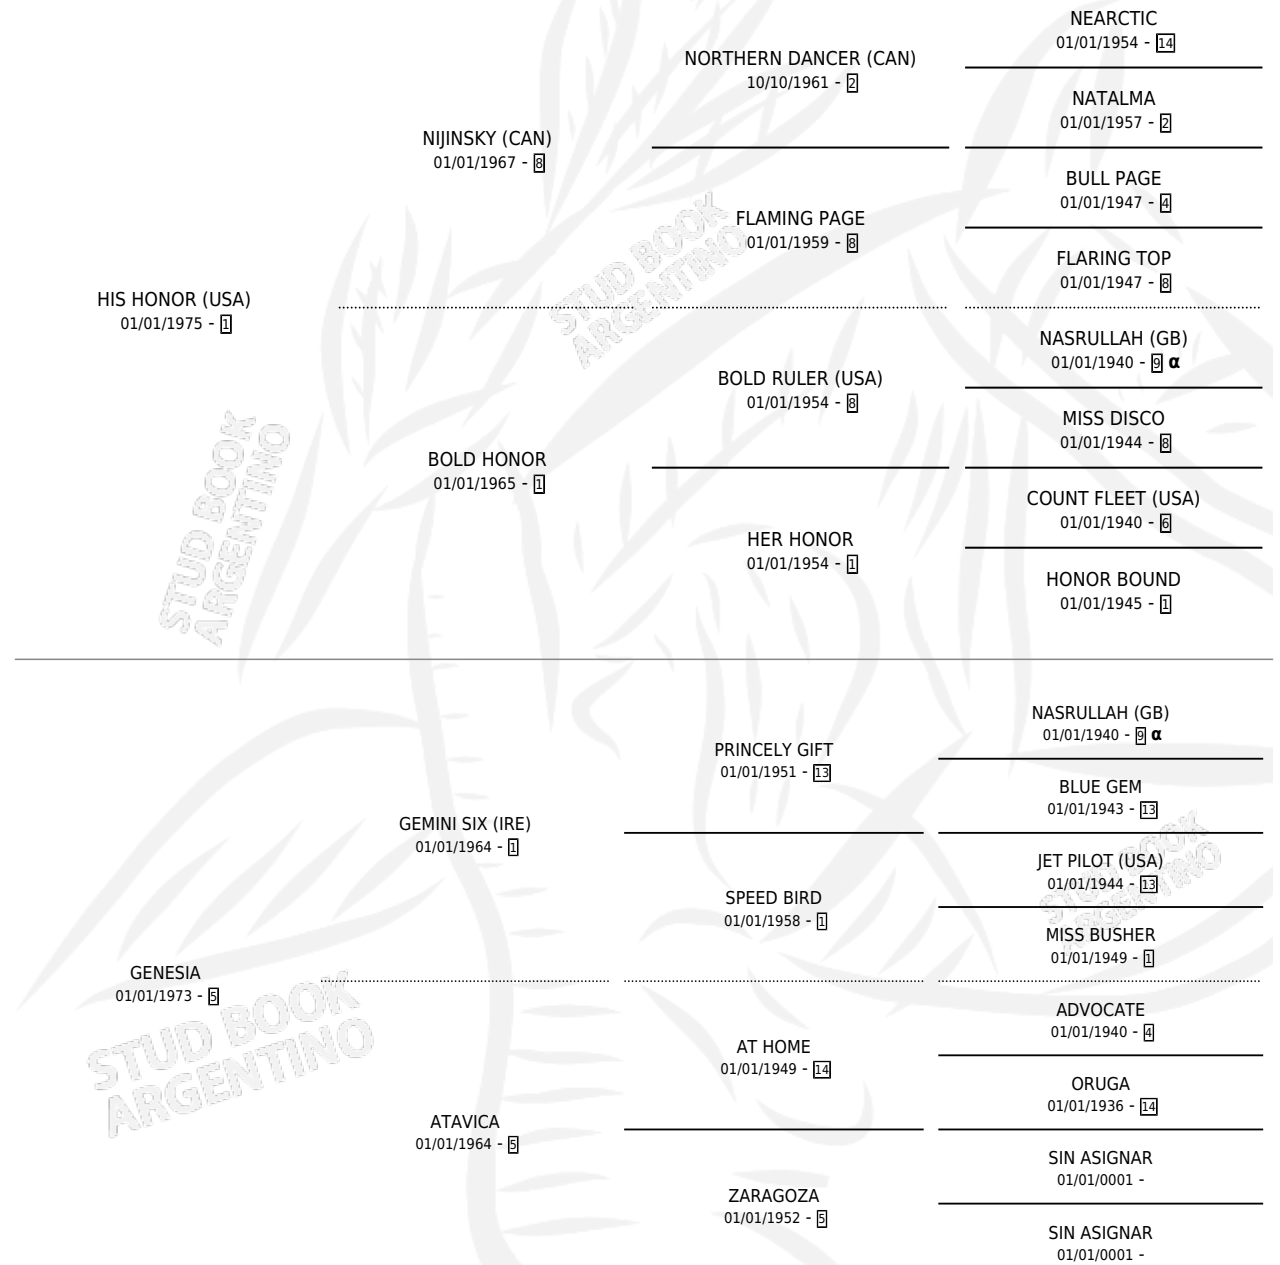 NEARCTIC
01/01/1954 - 14
NORTHERN DANCER (CAN)
10/10/1961 - 2
NATALMA
01/01/1957 - 2
NIJINSKY (CAN)
01/01/1967 - 8
BULL PAGE
01/01/1947 - 4
FLAMING PAGE
01/01/1959 - 8
FLARING TOP
01/01/1947 - 8
STUD BOOK
ARGENTINO
HIS HONOR (USA)
01/01/1975 - 1
NASRULLAH (GB)
01/01/1940 - 9 α
BOLD RULER (USA)
01/01/1954 - 8
MISS DISCO
01/01/1944 - 8
BOLD HONOR
01/01/1965 - 1
COUNT FLEET (USA)
01/01/1940 - 6
HER HONOR
01/01/1954 - 1
HONOR BOUND
01/01/1945 - 1
STUD BOOK
ARGENTINO
NASRULLAH (GB)
01/01/1940 - 9 α
PRINCELY GIFT
01/01/1951 - 13
BLUE GEM
01/01/1943 - 13
GEMINI SIX (IRE)
01/01/1964 - 1
JET PILOT (USA)
01/01/1944 - 13
SPEED BIRD
01/01/1958 - 1
MISS BUSHER
01/01/1949 - 1
STUD BOOK
ARGENTINO
GENESIA
01/01/1973 - 5
ADVOCATE
01/01/1940 - 4
AT HOME
01/01/1949 - 14
ORUGA
01/01/1936 - 14
STUD BOOK
ARGENTINO
ATAVICA
01/01/1964 - 5
SIN ASIGNAR
01/01/0001 -
ZARAGOZA
01/01/1952 - 5
SIN ASIGNAR
01/01/0001 -